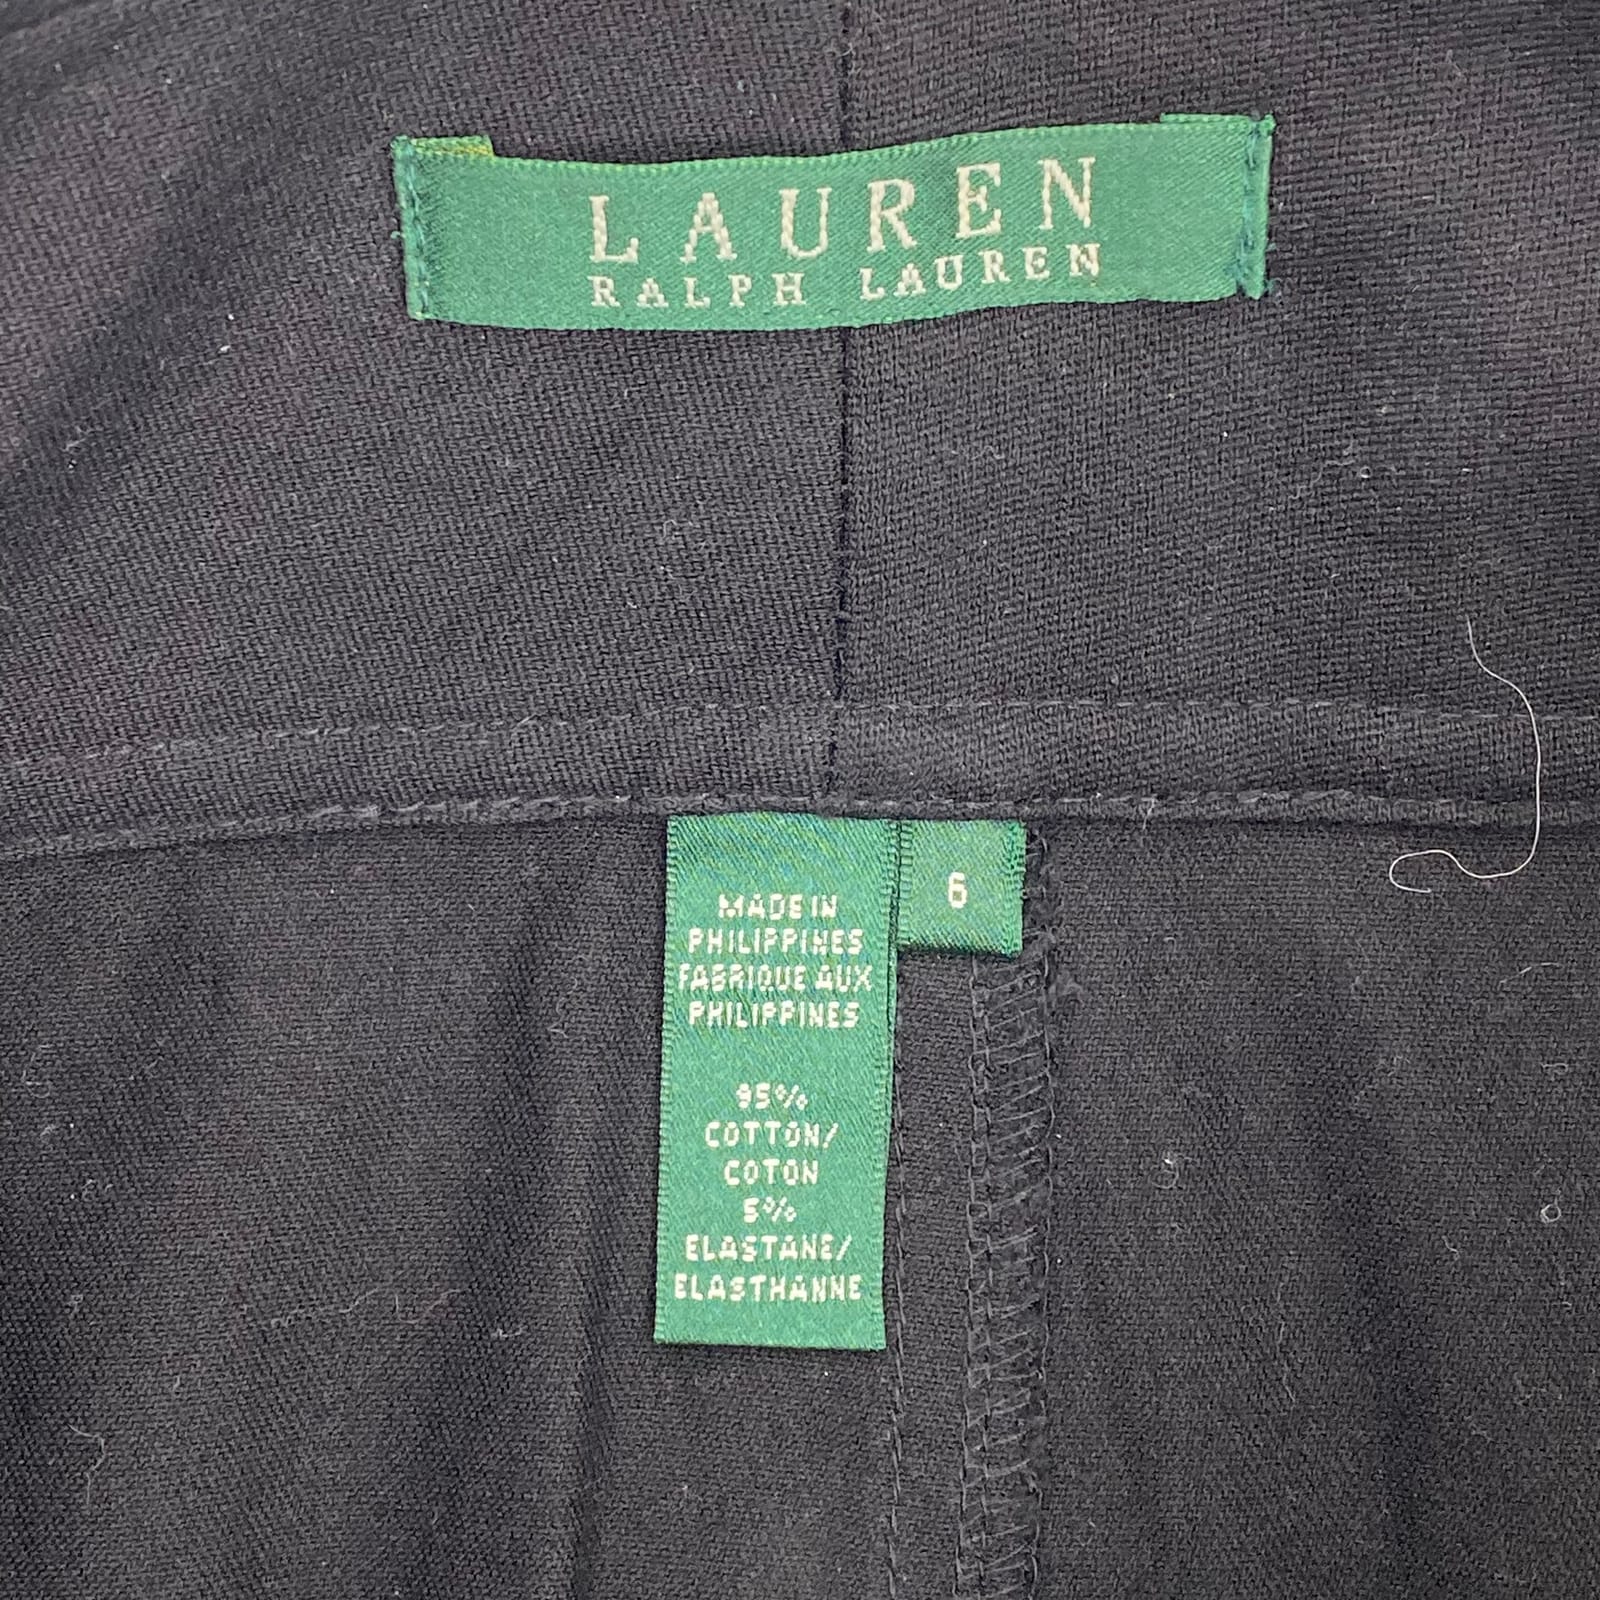 LAUREN
RALPH LAUREN
6
MADE IN
PHILIPPINES
FABRIQUE AUX
PHILIPPINES
95%
COTTON/
COTON
5%
ELASTANE/
ELASTHANNE